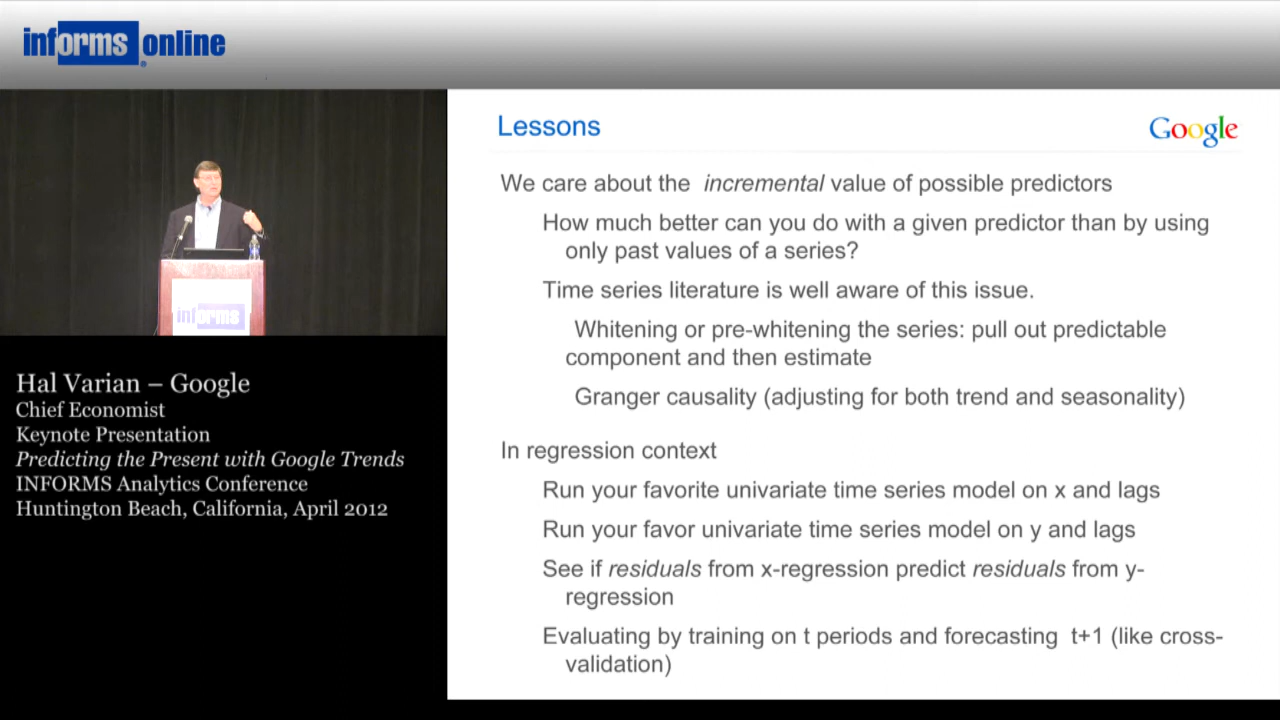 informs online
®
informs
Hal Varian – Google
Chief Economist
Keynote Presentation
Predicting the Present with Google Trends
INFORMS Analytics Conference
Huntington Beach, California, April 2012
Lessons
Google
We care about the incremental value of possible predictors
How much better can you do with a given predictor than by using
only past values of a series?
Time series literature is well aware of this issue.
Whitening or pre-whitening the series: pull out predictable
component and then estimate
Granger causality (adjusting for both trend and seasonality)
In regression context
Run your favorite univariate time series model on x and lags
Run your favor univariate time series model on y and lags
See if residuals from x-regression predict residuals from y-
regression
Evaluating by training on t periods and forecasting t+1 (like cross-
validation)